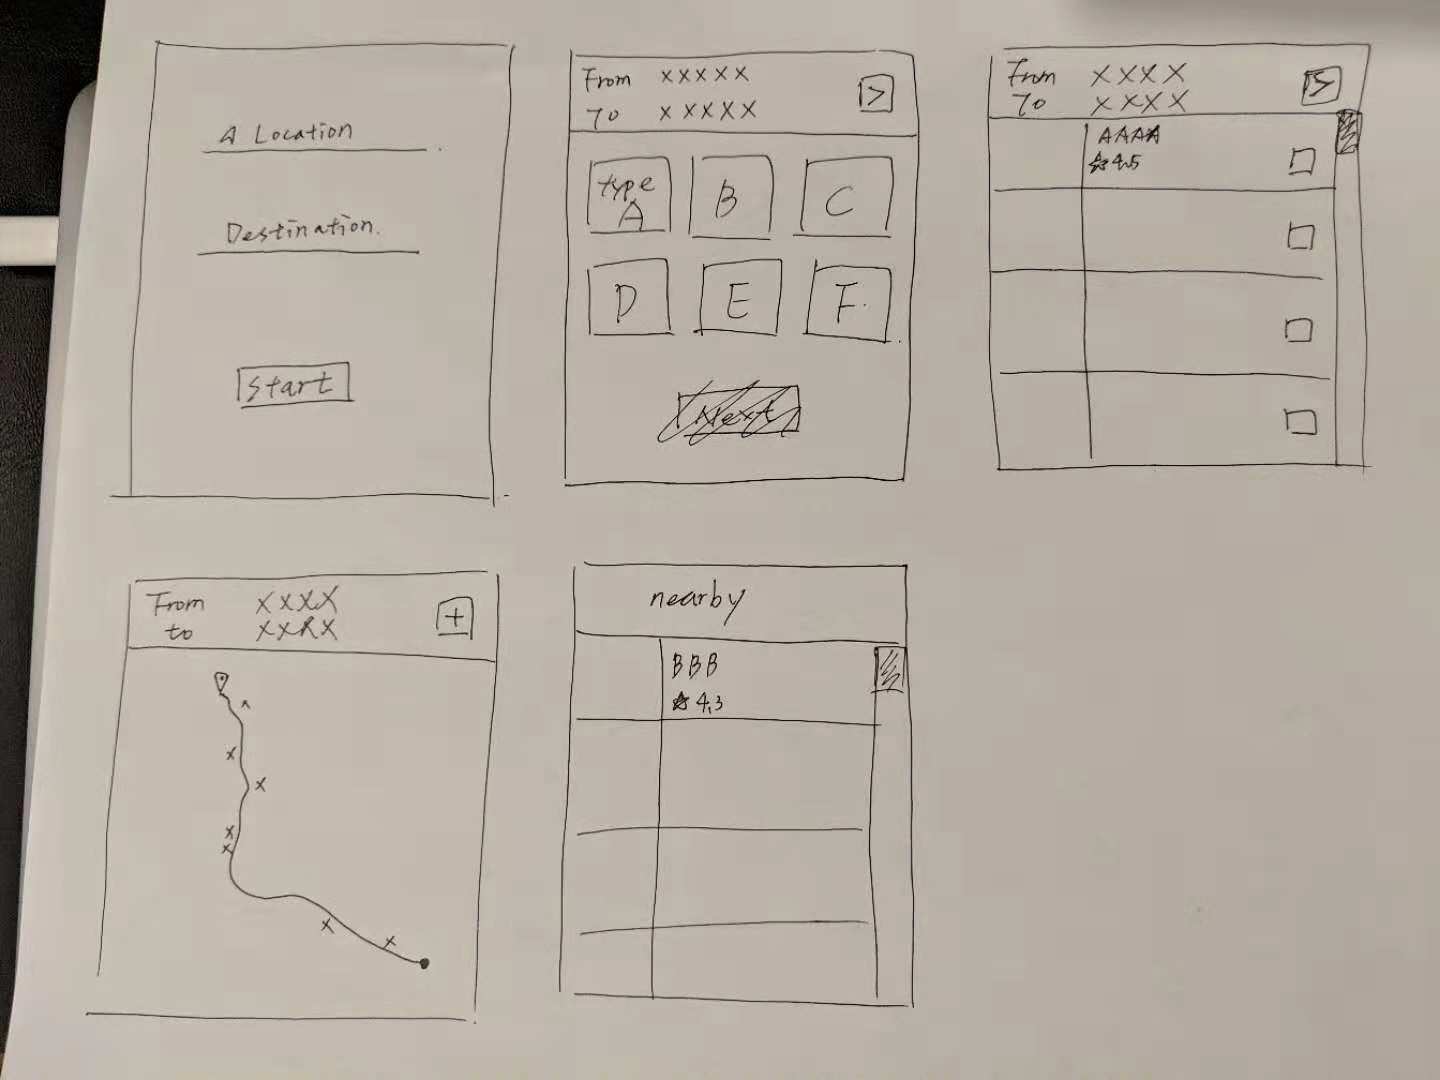 A Location
Destination.
Start
From XXXXX
To XXXXX
>
type
A
B
C
D
E
F
Next
From XXXX
To XXXX
>
AAAA
☆4.5
From XXXX
to XXXX
+
X
X
X
X
X
X
nearby
BBB
☆4.3